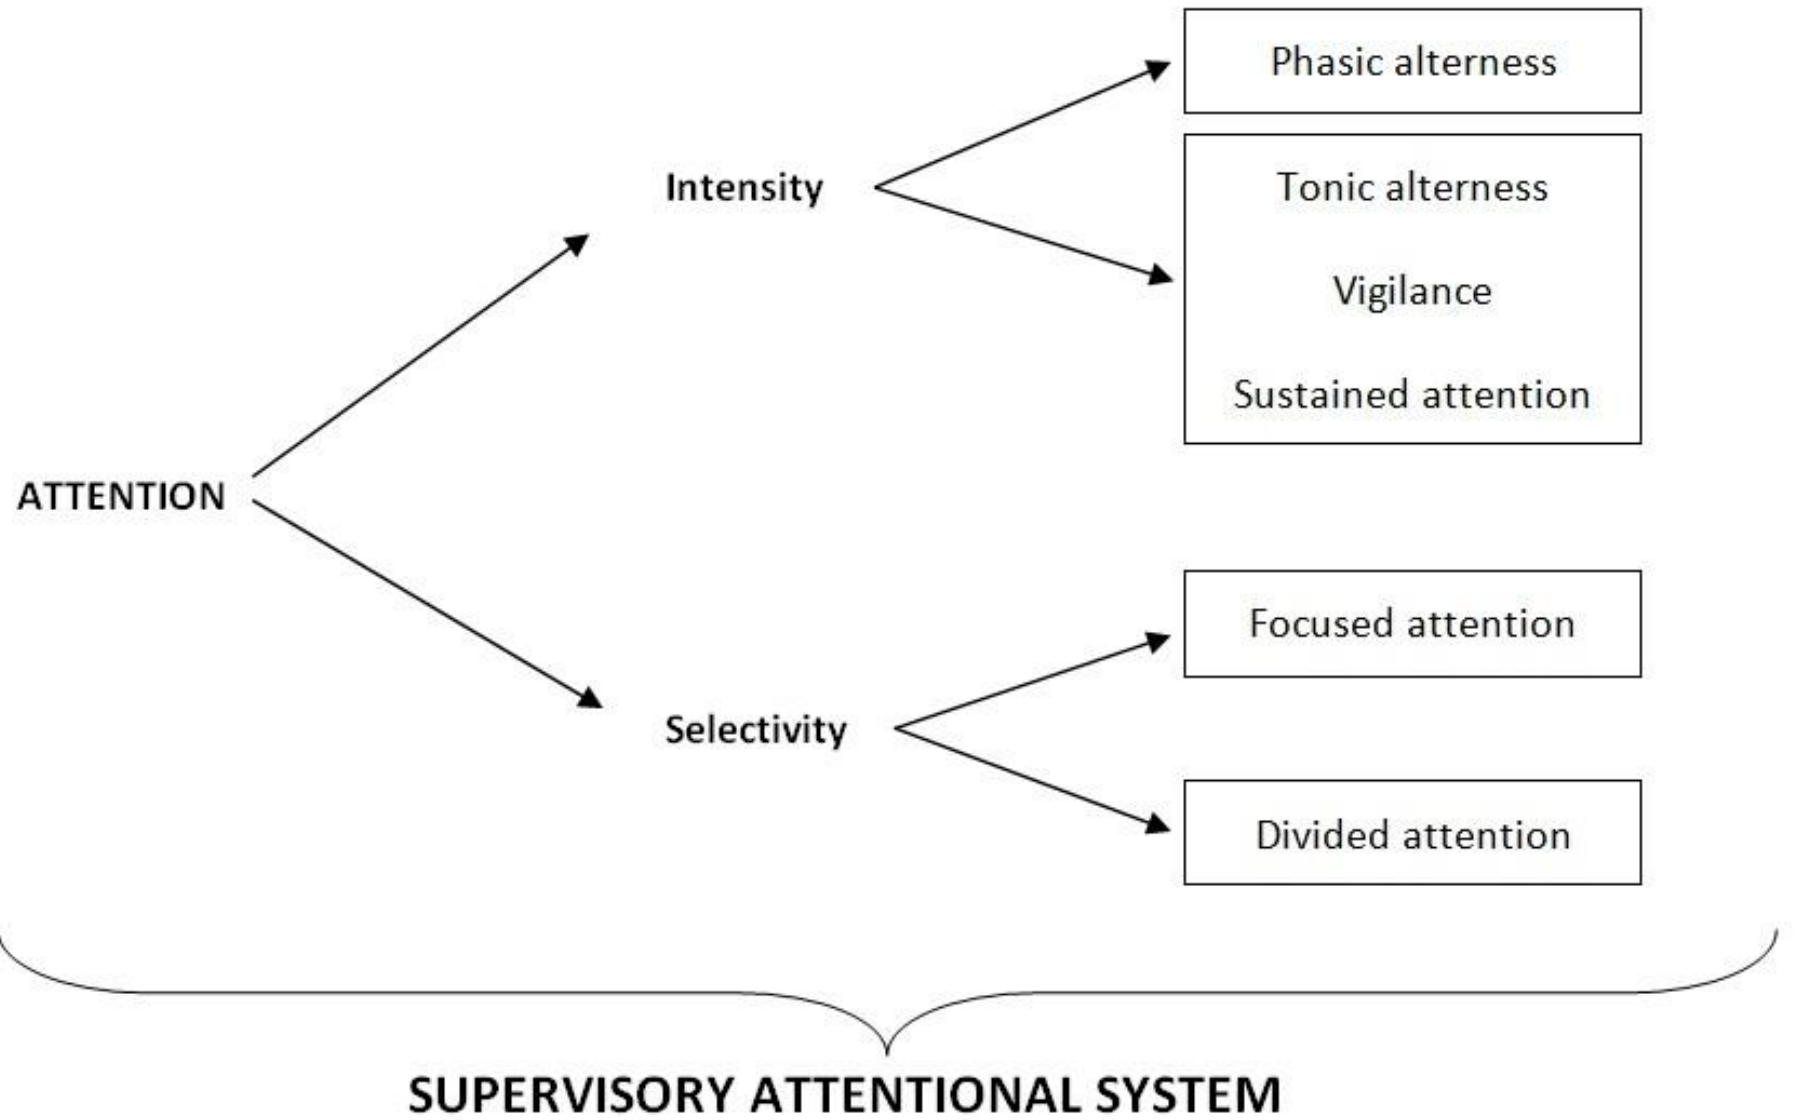 Phasic alterness
Intensity
Tonic alterness
Vigilance
Sustained attention
ATTENTION
Focused attention
Selectivity
Divided attention
SUPERVISORY ATTENTIONAL SYSTEM